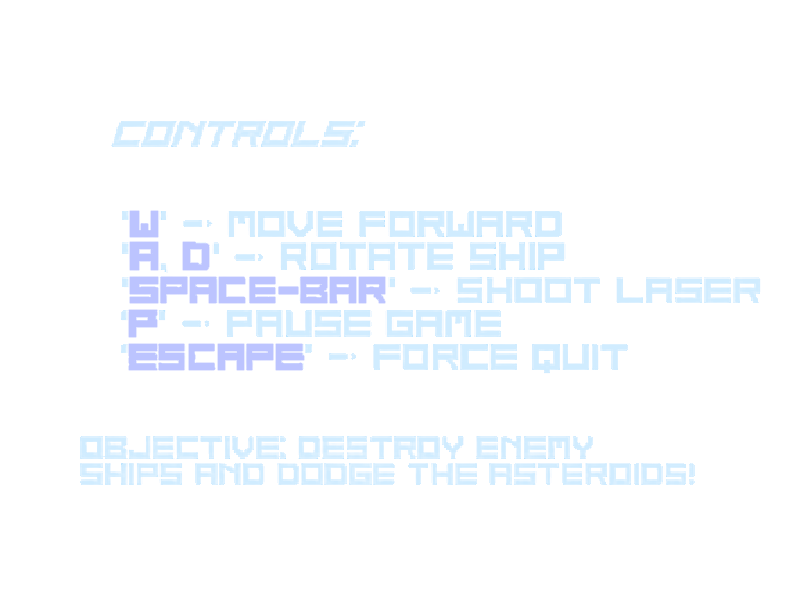 CONTROLS:
'W' -> MOVE FORWARD
'A, D' -> ROTATE SHIP
'SPACE-BAR' -> SHOOT LASER
'P' -> PAUSE GAME
'ESCAPE' -> FORCE QUIT
OBJECTIVE: DESTROY ENEMY
SHIPS AND DODGE THE ASTEROIDS!